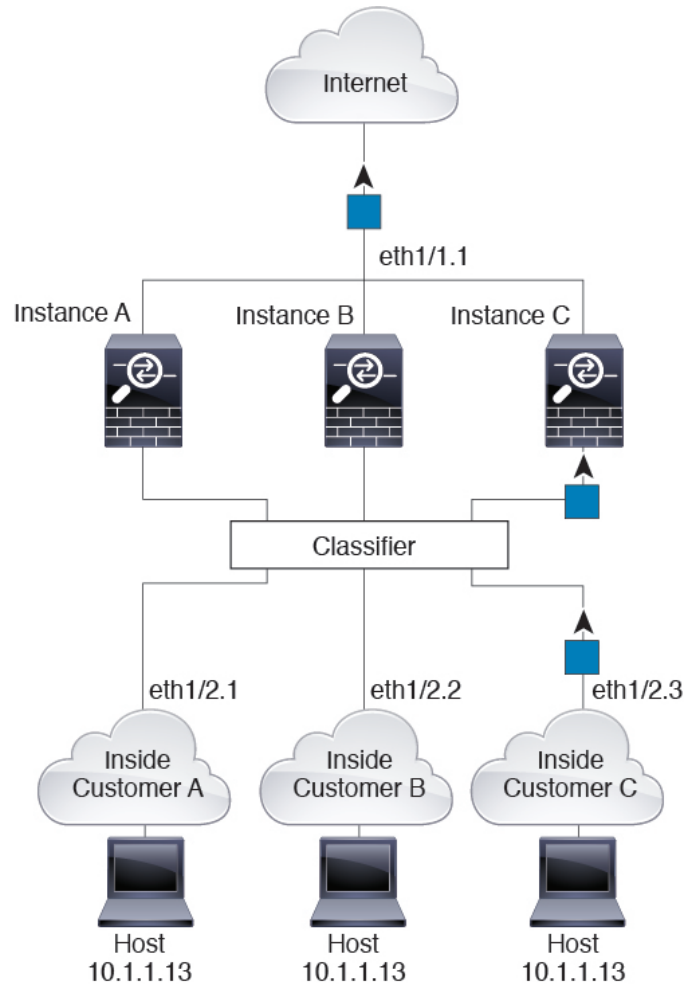 Internet
eth1/1.1
Instance A
Instance B
Instance C
Classifier
eth1/2.1
eth1/2.2
eth1/2.3
Inside
Customer A
Inside
Customer B
Inside
Customer C
Host
10.1.1.13
Host
10.1.1.13
Host
10.1.1.13